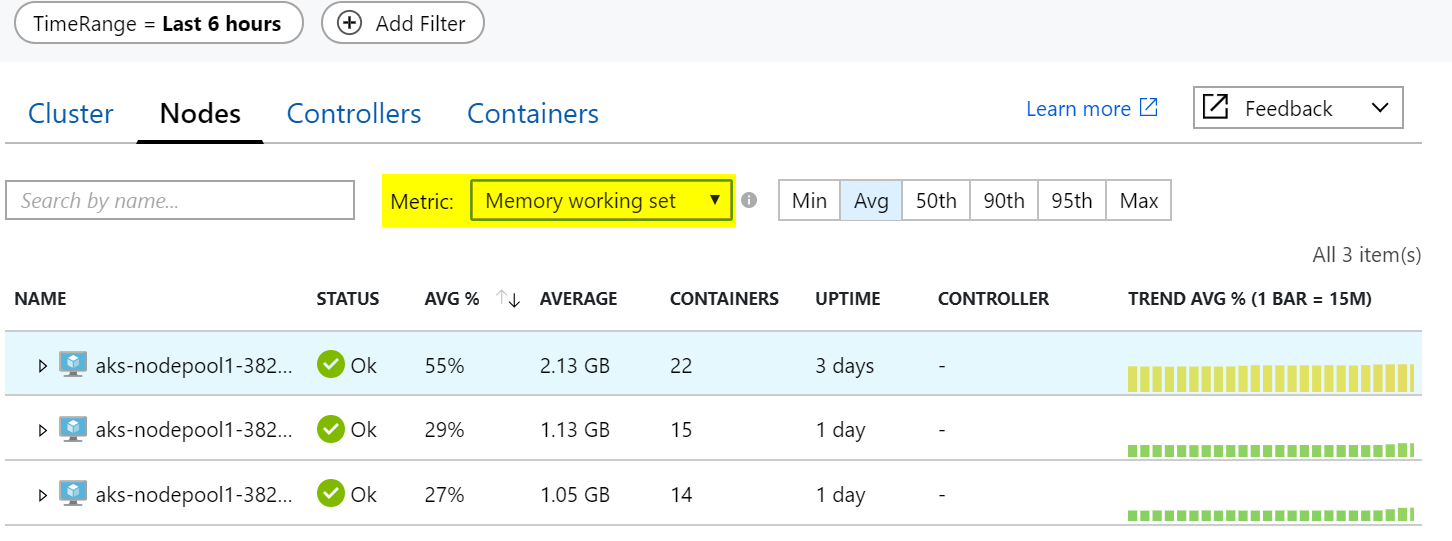 TimeRange = Last 6 hours Add Filter
Cluster Nodes Controllers Containers Learn more Feedback
Search by name... Metric: Memory working set Min Avg 50th 90th 95th Max
All 3 item(s)
NAME STATUS AVG % AVERAGE CONTAINERS UPTIME CONTROLLER TREND AVG % (1 BAR = 15M)
aks-nodepool1-382... Ok 55% 2.13 GB 22 3 days -
aks-nodepool1-382... Ok 29% 1.13 GB 15 1 day -
aks-nodepool1-382... Ok 27% 1.05 GB 14 1 day -